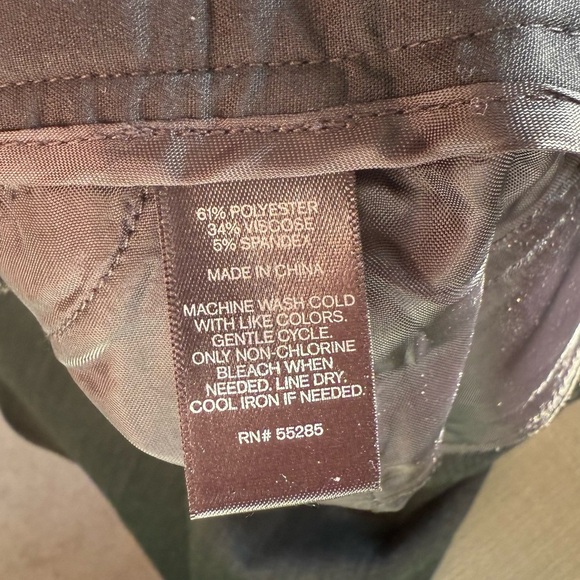 61% POLYESTER
34% VISCOSE
5% SPANDEX
MADE IN CHINA
MACHINE WASH COLD
WITH LIKE COLORS.
GENTLE CYCLE.
ONLY NON-CHLORINE
BLEACH WHEN
NEEDED. LINE DRY.
COOL IRON IF NEEDED.
RN# 55285